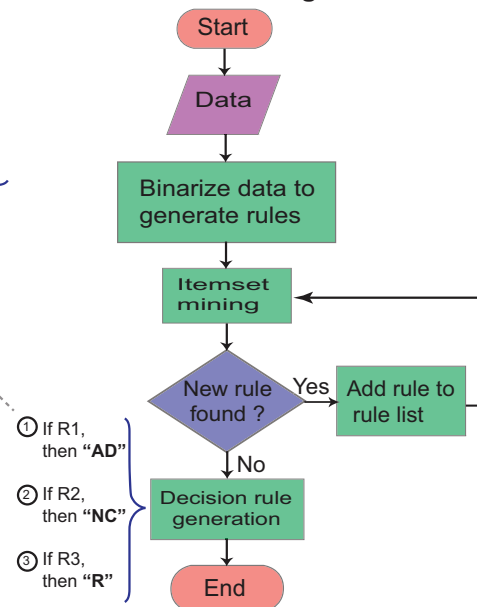 Start
Data
Binarize data to
generate rules
Itemset
mining
New rule
found ?
Yes
Add rule to
rule list
No
Decision rule
generation
End
1 If R1,
then “AD”
2 If R2,
then “NC”
3 If R3,
then “R”